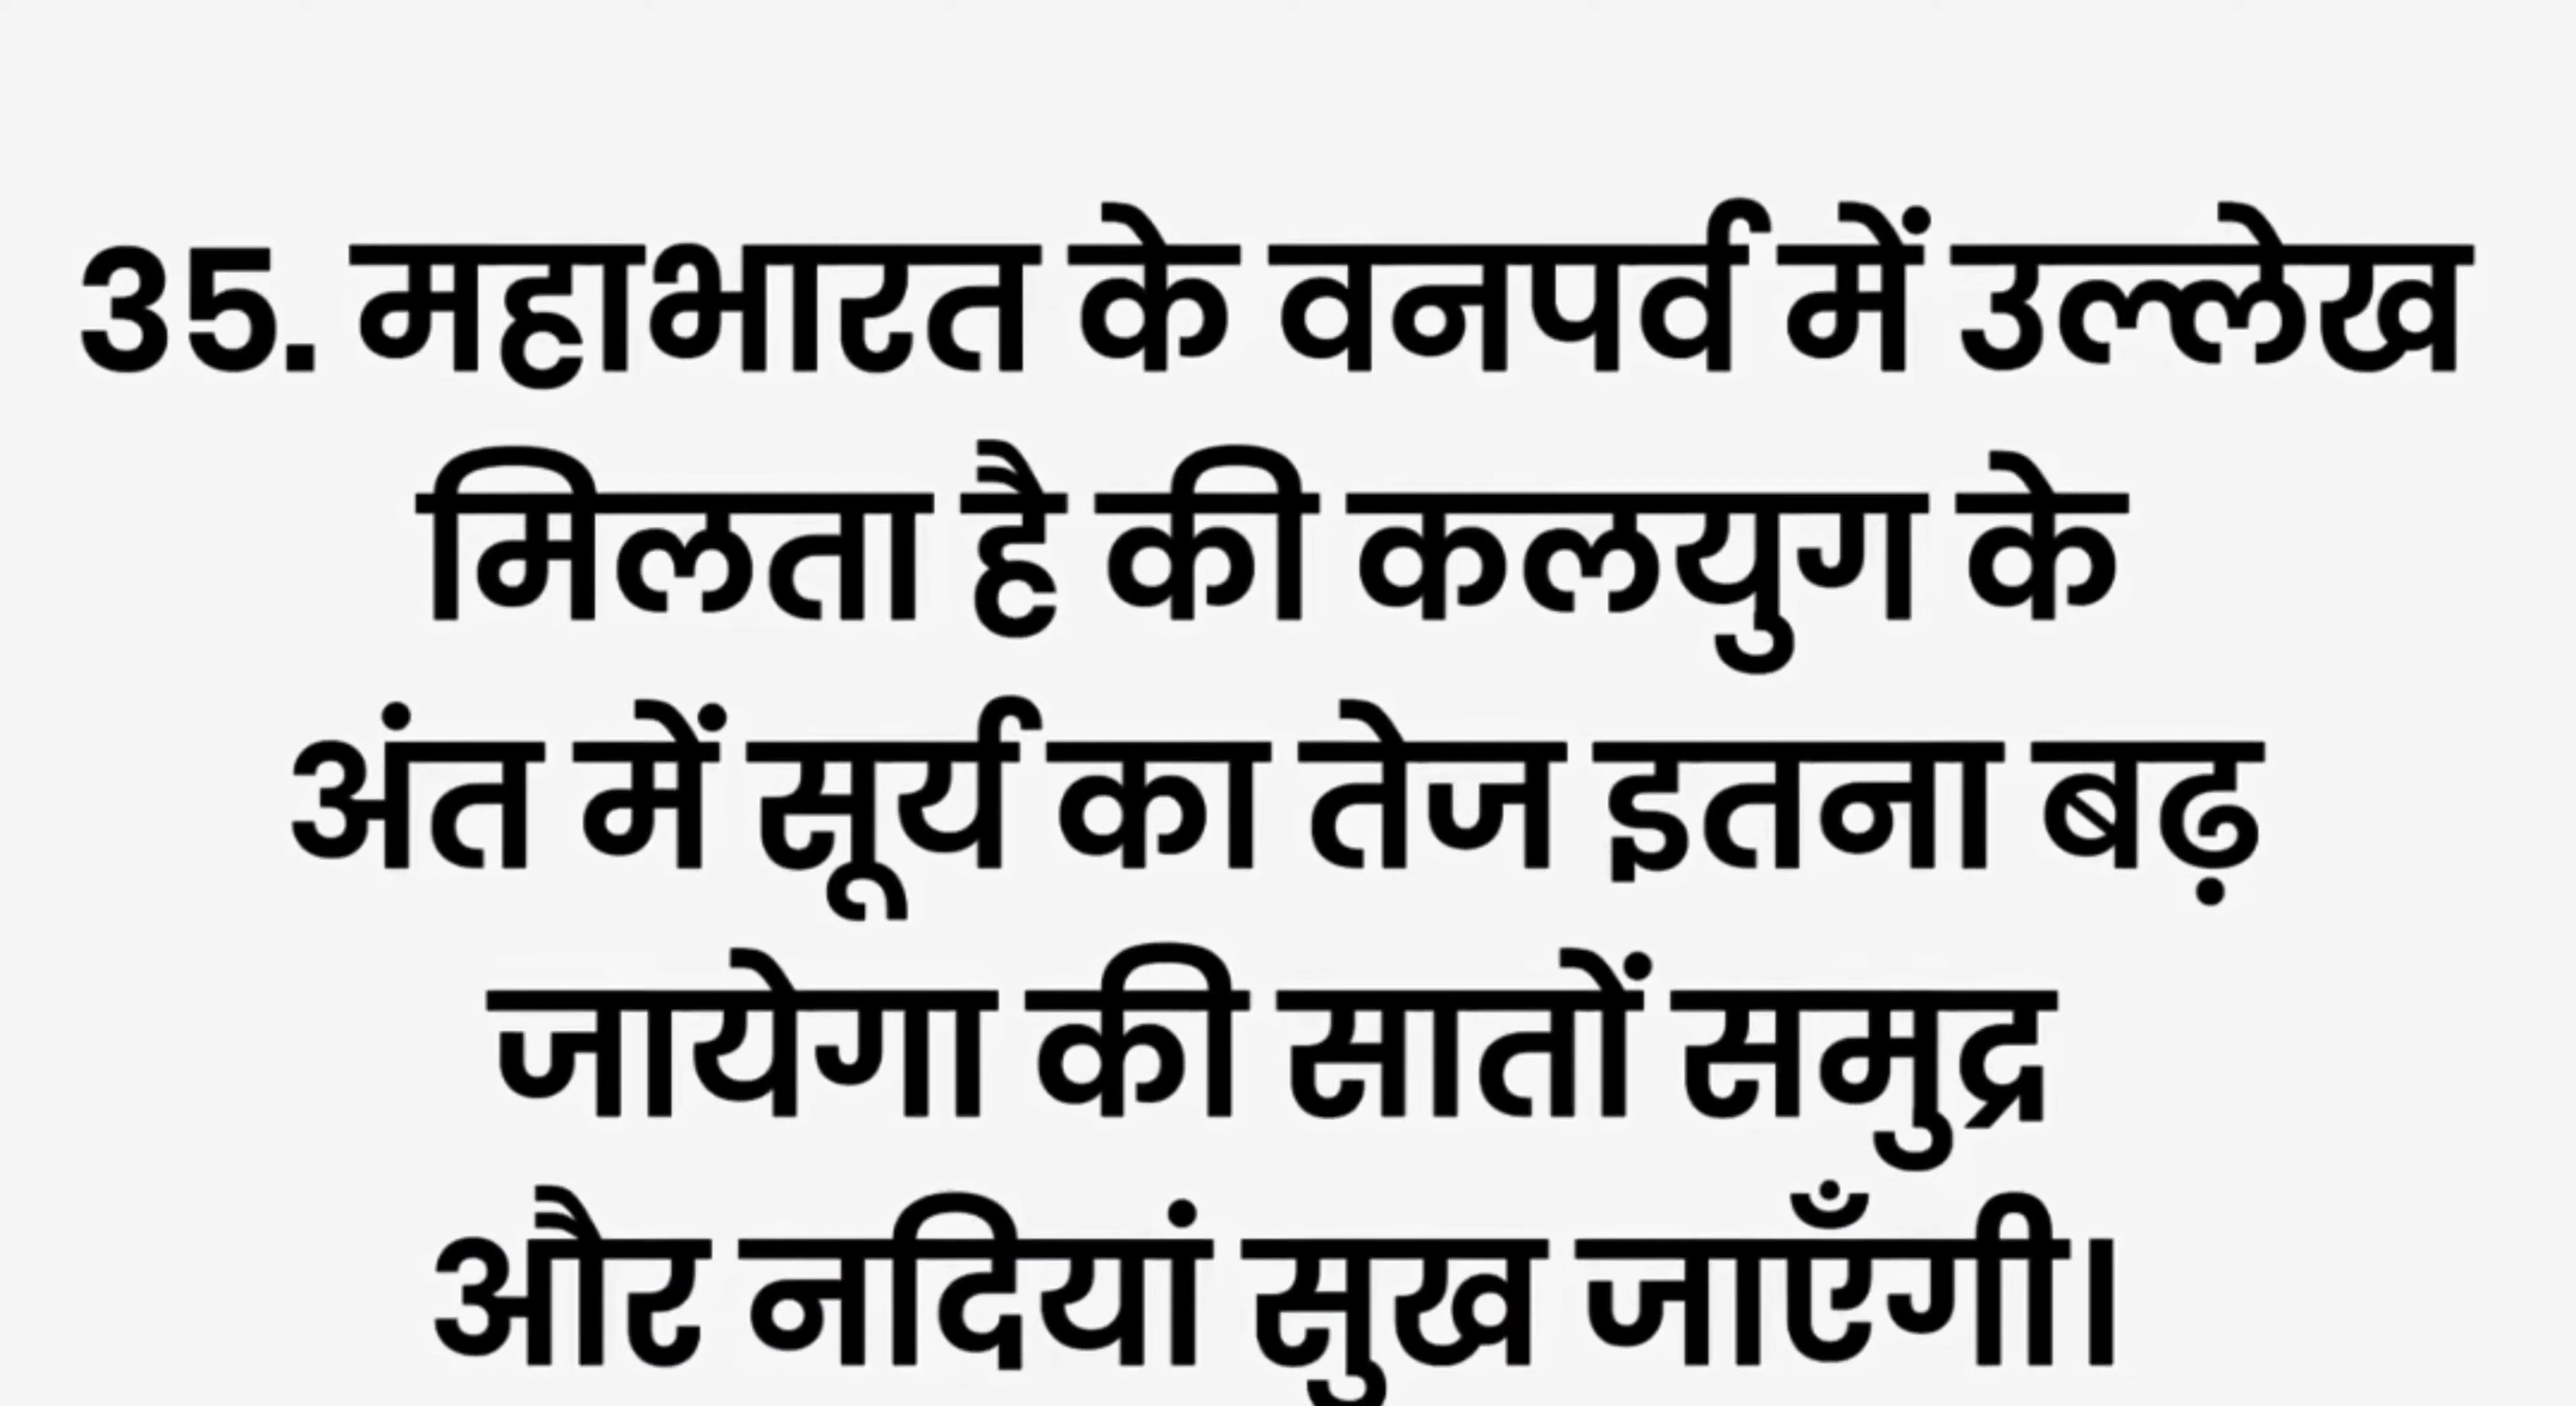 35. महाभारत के वनपर्व में उल्लेख
मिलता है की कलयुग के
अंत में सूर्य का तेज इतना बढ़
जायेगा की सातों समुद्र
और नदियां सुख जाएँगी।